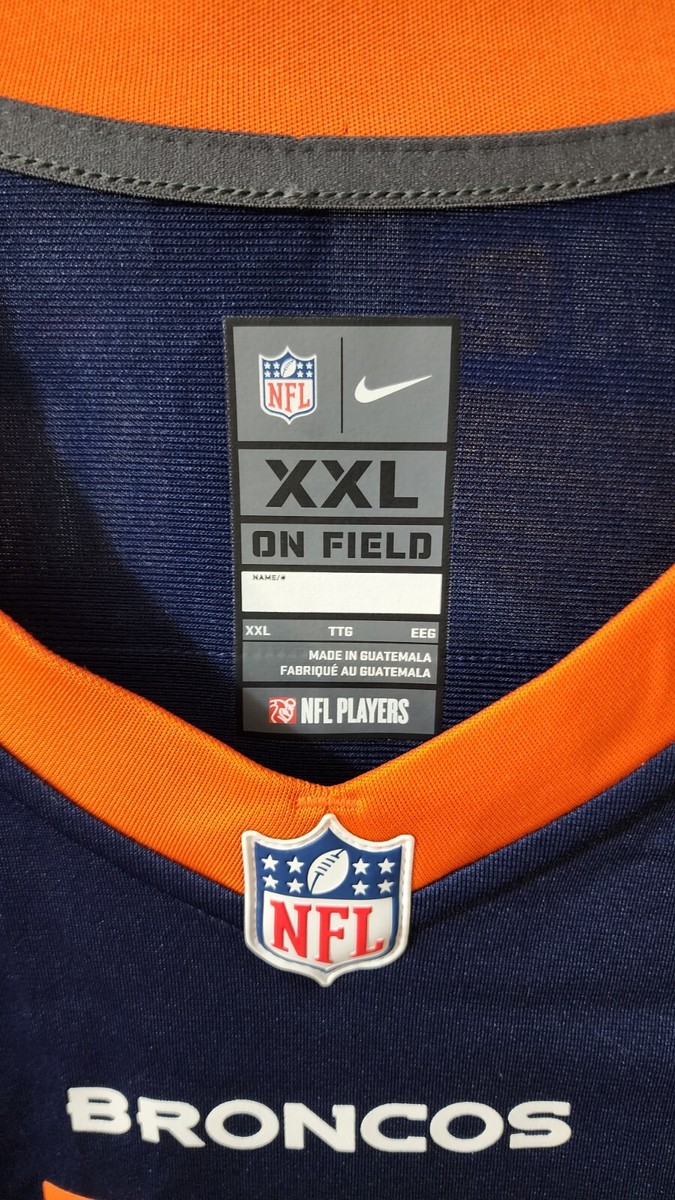 NFL
XXL
ON FIELD
NAME/#
XXL TTG EEG
MADE IN GUATEMALA
FABRIQUÉ AU GUATEMALA
NFL PLAYERS
NFL
BRONCOS